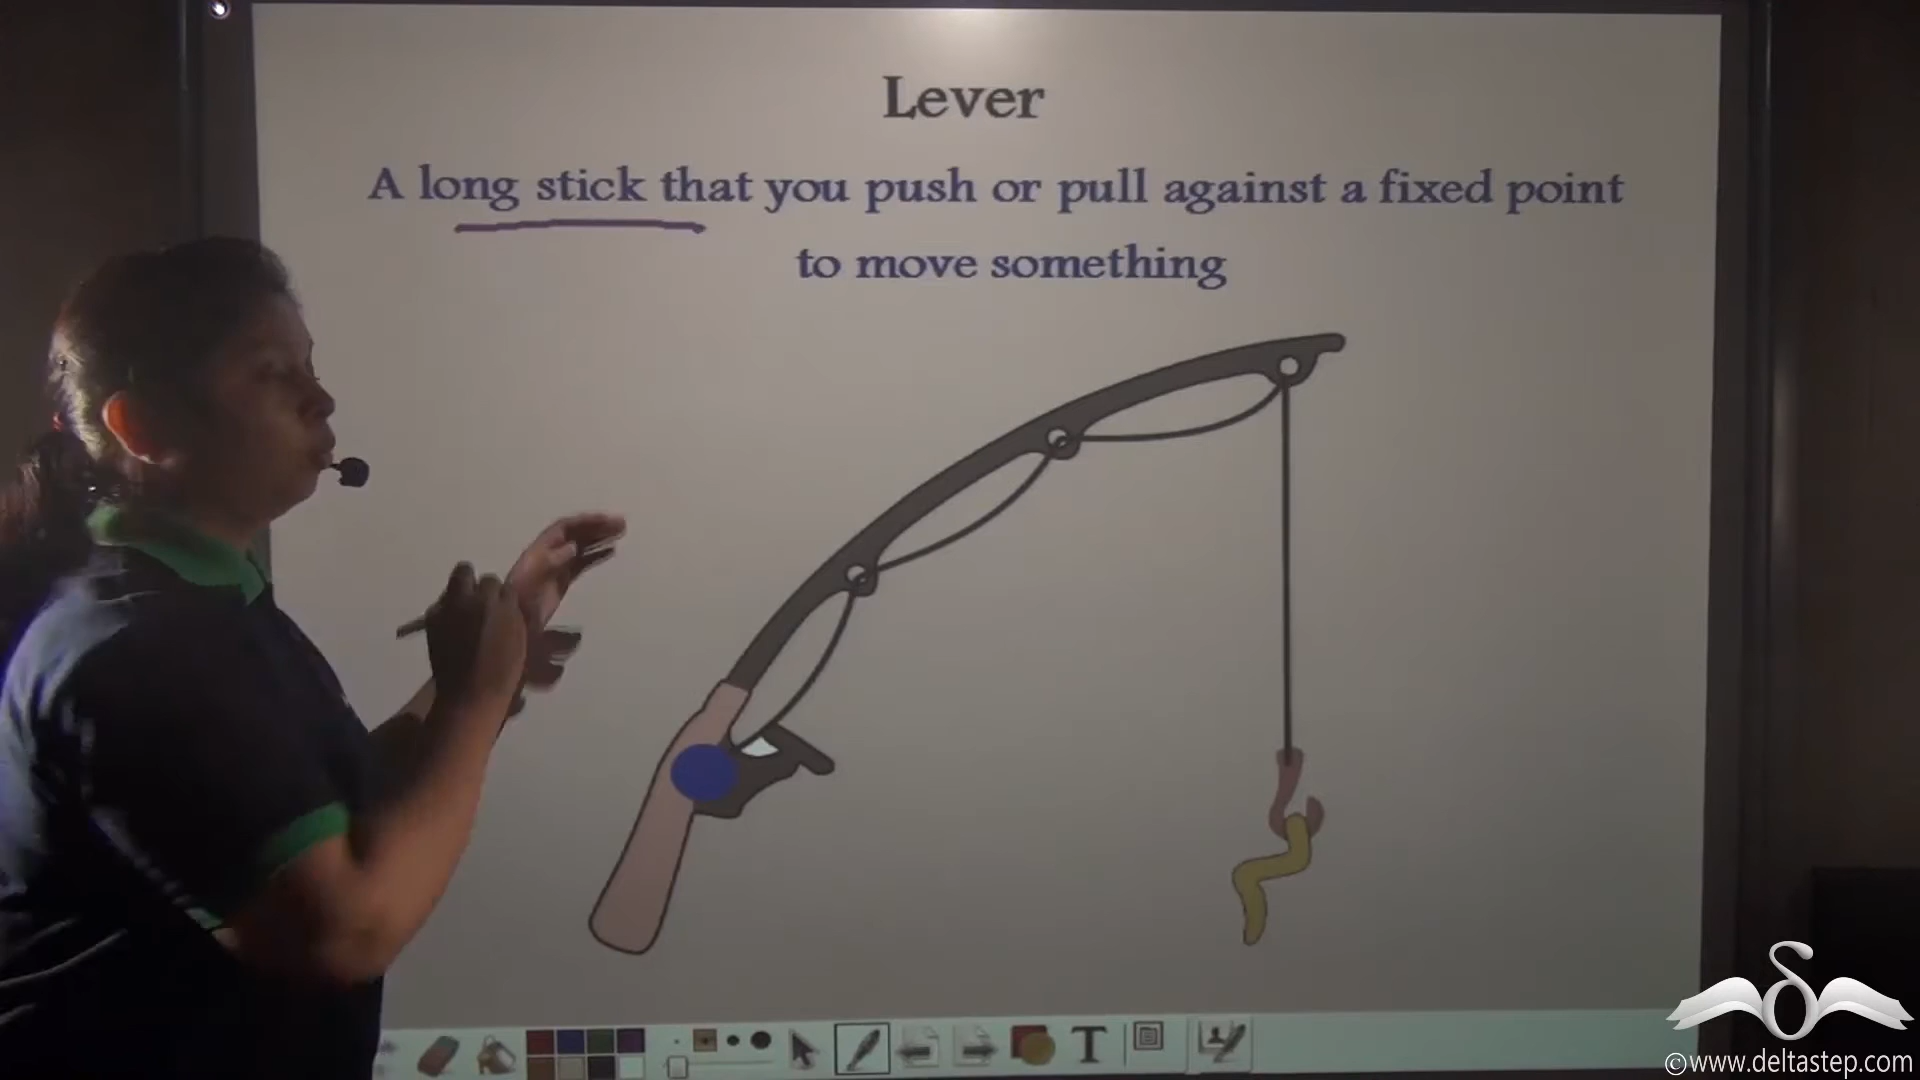 Lever
A long stick that you push or pull against a fixed point
to move something
T
©www.deltastep.com